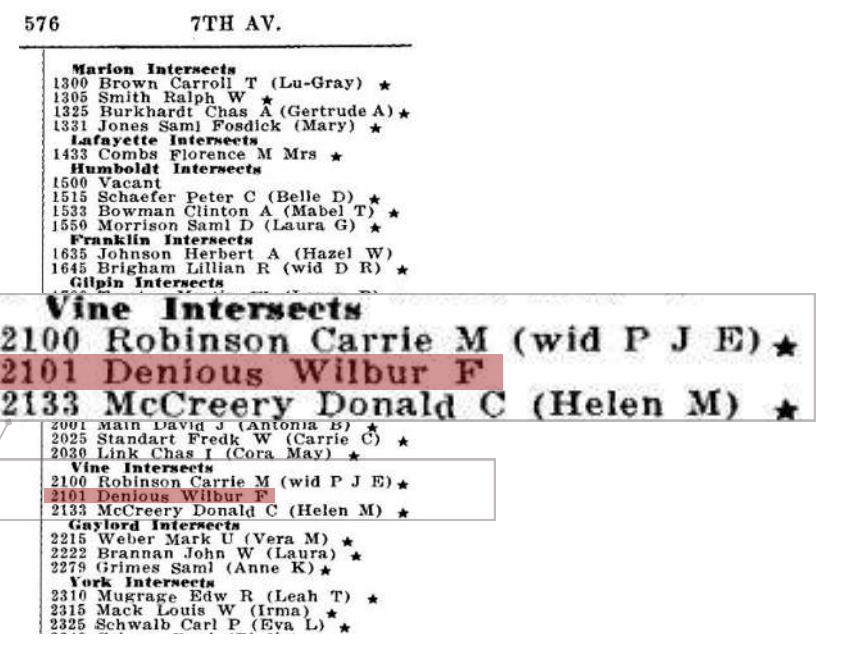 576 7TH AV.
Marion Intersects
1300 Brown Carroll T (Lu-Gray) ★
1305 Smith Ralph W ★
1325 Burkhardt Chas A (Gertrude A) ★
1331 Jones Saml Fosdick (Mary) ★
Lafayette Intersects
1433 Combs Florence M Mrs ★
Humboldt Intersects
1500 Vacant
1515 Schaefer Peter C (Belle D) ★
1533 Bowman Clinton A (Mabel T) ★
1550 Morrison Saml D (Laura G) ★
Franklin Intersects
1635 Johnson Herbert A (Hazel W)
1645 Brigham Lillian R (wid D R) ★
Gilpin Intersects
Vine Intersects
2100 Robinson Carrie M (wid P J E) ★
2101 Denious Wilbur F
2133 McCreery Donald C (Helen M) ★
2001 Main David J (Antonia B) ★
2025 Standart Fredk W (Carrie C) ★
2030 Link Chas I (Cora May) ★
Vine Intersects
2100 Robinson Carrie M (wid P J E) ★
2101 Denious Wilbur F
2133 McCreery Donald C (Helen M) ★
Gaylord Intersects
2215 Weber Mark U (Vera M) ★
2222 Brannan John W (Laura) ★
2279 Grimes Saml (Anne K) ★
York Intersects
2310 Mugrage Edw R (Leah T) ★
2315 Mack Louis W (Irma) ★
2325 Schwalb Carl P (Eva L) ★